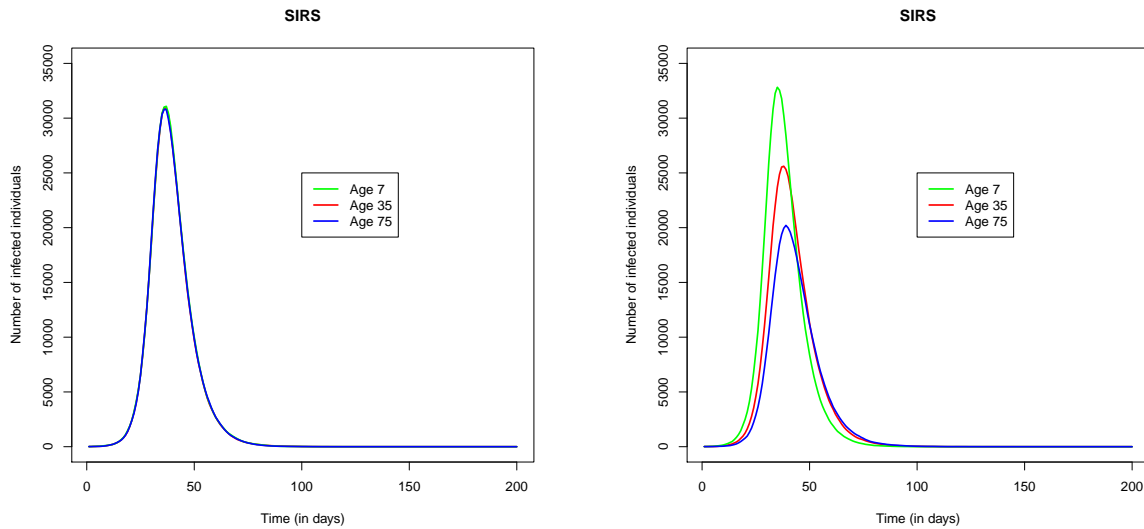 SIRS
Number of infected individuals
35000
30000
25000
20000
15000
10000
5000
0
Age 7
Age 35
Age 75
0 50 100 150 200
Time (in days)
SIRS
Number of infected individuals
35000
30000
25000
20000
15000
10000
5000
0
Age 7
Age 35
Age 75
0 50 100 150 200
Time (in days)